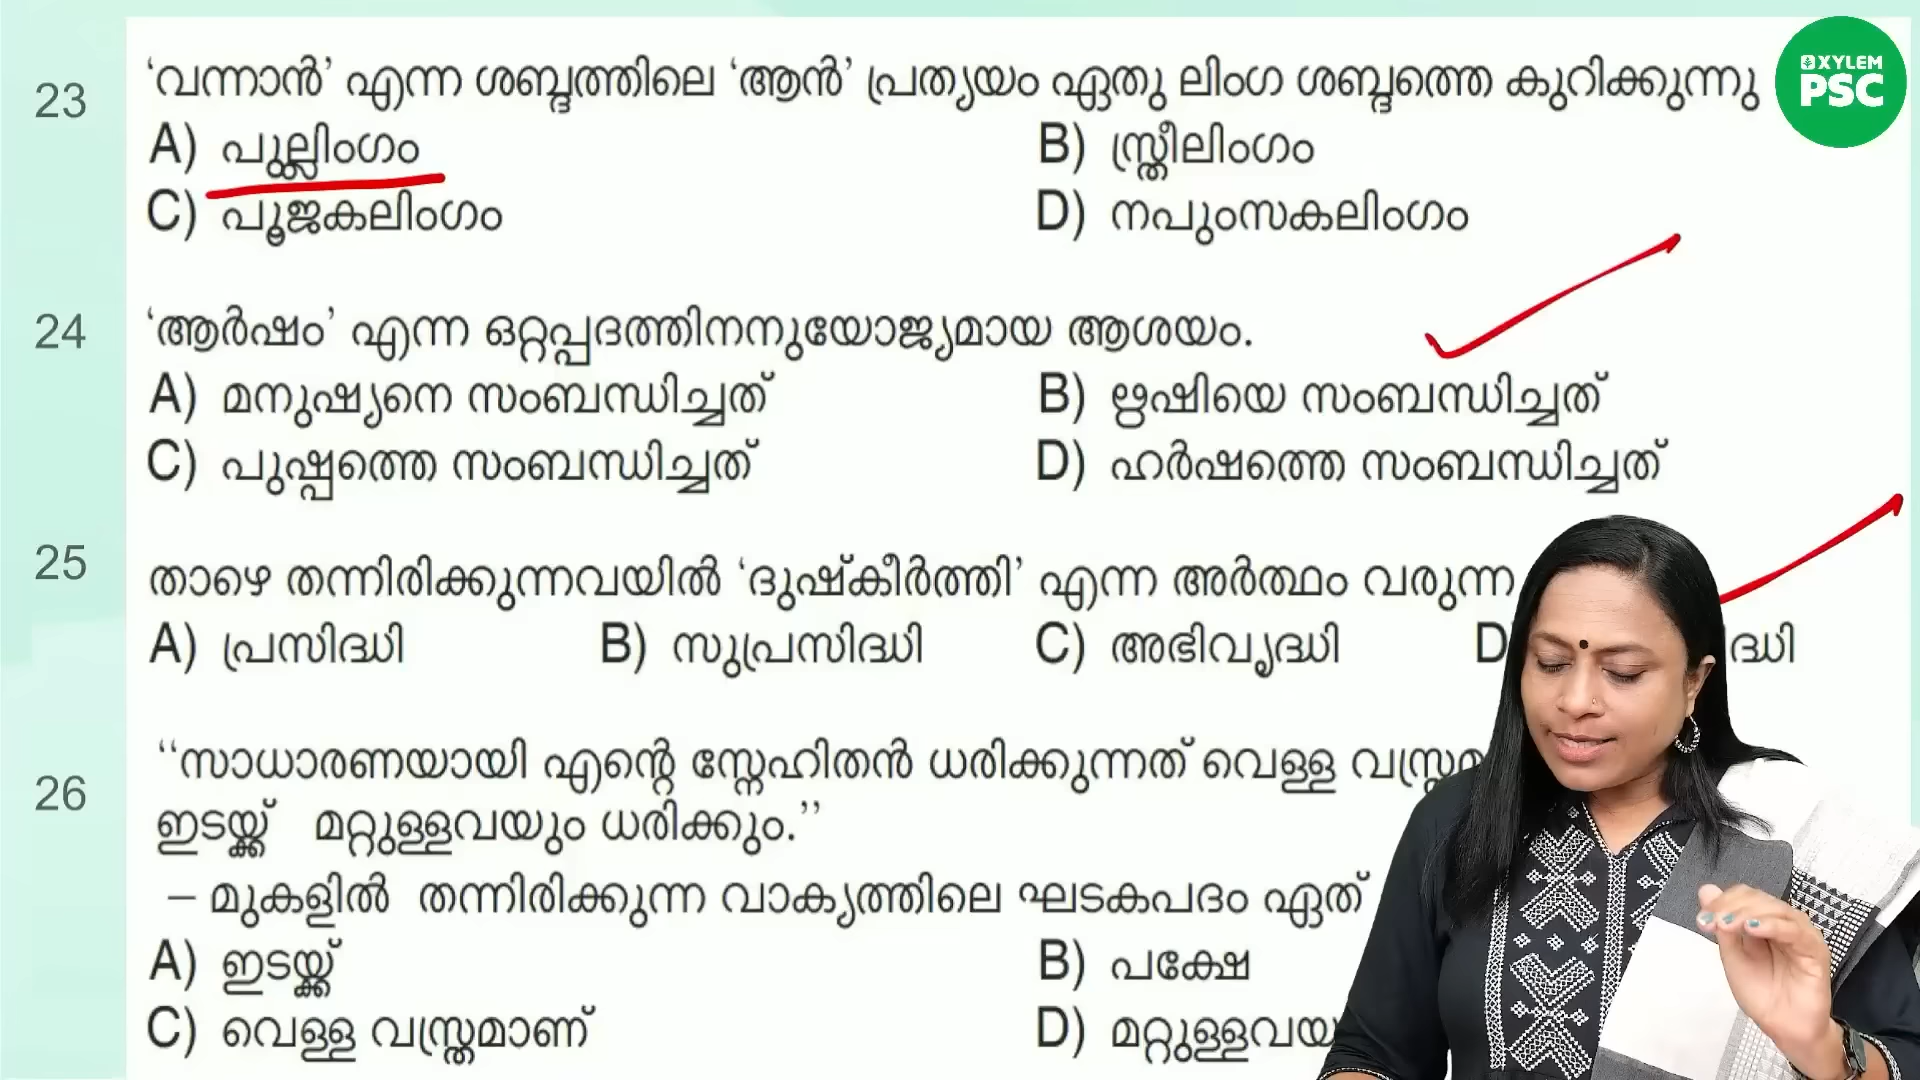 23
‘വന്നാൻ’ എന്ന ശബ്ദത്തിലെ ‘ആൻ’ പ്രത്യയം ഏതു ലിംഗ ശബ്ദത്തെ കുറിക്കുന്നു
OXYLEM
PSC
A) പുല്ലിംഗം B) സ്ത്രീലിംഗം
C) പൂജകലിംഗം D) നപുംസകലിംഗം
24
‘ആർഷം’ എന്ന ഒറ്റപ്പദത്തിനനുയോജ്യമായ ആശയം.
A) മനുഷ്യനെ സംബന്ധിച്ചത് B) ഋഷിയെ സംബന്ധിച്ചത്
C) പുഷ്പത്തെ സംബന്ധിച്ചത് D) ഹർഷത്തെ സംബന്ധിച്ചത്
25
താഴെ തന്നിരിക്കുന്നവയിൽ ‘ദുഷ്കീർത്തി’ എന്ന അർത്ഥം വരുന്ന
A) പ്രസിദ്ധി B) സുപ്രസിദ്ധി C) അഭിവൃദ്ധി D
26
“സാധാരണയായി എന്റെ സ്നേഹിതൻ ധരിക്കുന്നത് വെള്ള
ഇടയ്ക്ക് മറ്റുള്ളവയും ധരിക്കും.”
– മുകളിൽ തന്നിരിക്കുന്ന വാക്യത്തിലെ ഘടകപദം ഏത്
A) ഇടയ്ക്ക് B) പക്ഷേ
C) വെള്ള വസ്ത്രമാണ് D)